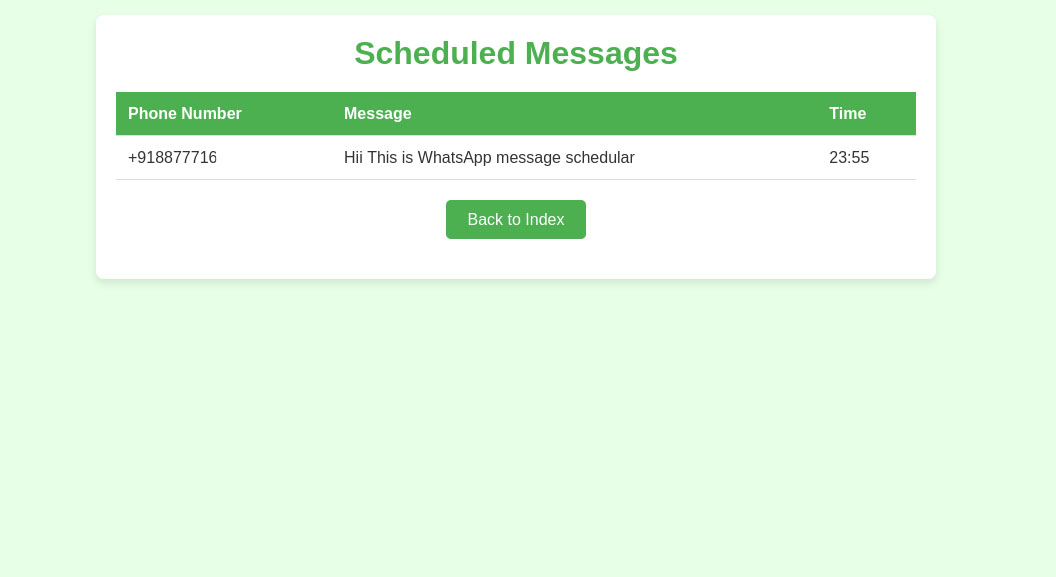 Scheduled Messages
Phone Number Message Time
+918877716 Hii This is WhatsApp message schedular 23:55
Back to Index